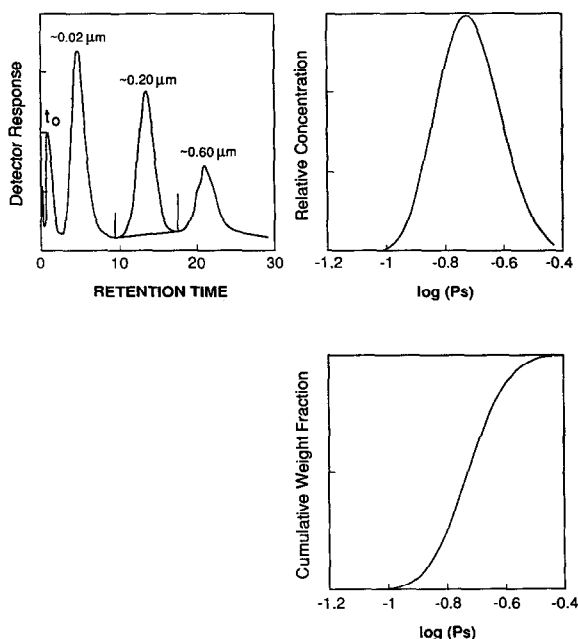 Detector Response
t₀
~0.02 μm
~0.20 μm
~0.60 μm
0 10 20 30
RETENTION TIME
Relative Concentration
-1.2 -1 -0.8 -0.6 -0.4
log (Ps)
Cumulative Weight Fraction
-1.2 -1 -0.8 -0.6 -0.4
log (Ps)